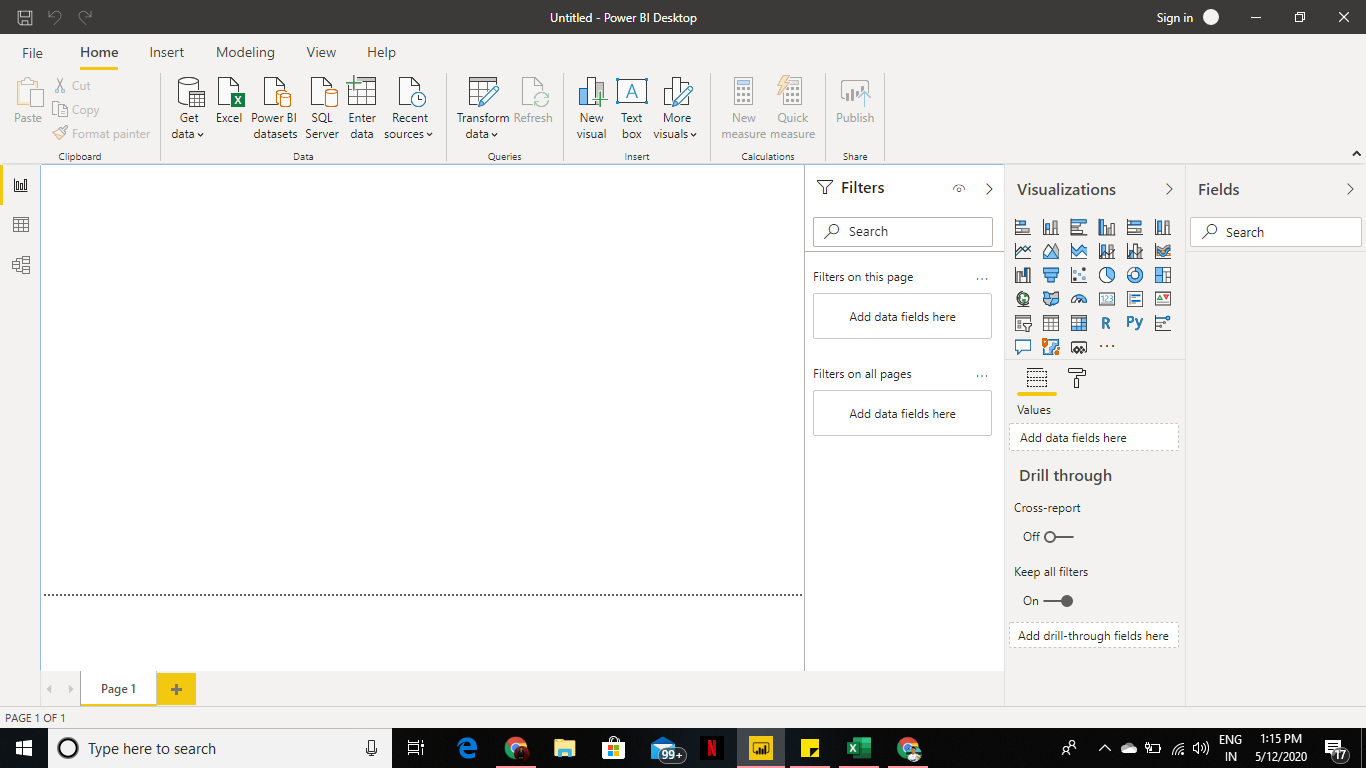 Untitled - Power BI Desktop
Sign in
File Home Insert Modeling View Help
Paste
Cut
Copy
Format painter
Clipboard
Get data
Excel
Power BI datasets
SQL Server
Enter data
Recent sources
Data
Transform data
Refresh
Queries
New visual
Text box
A
More visuals
Insert
New measure
Quick measure
Calculations
Publish
Share
Filters
Search
Filters on this page
...
Add data fields here
Filters on all pages
...
Add data fields here
Visualizations
123
R
Py
...
Values
Add data fields here
Drill through
Cross-report
Off
Keep all filters
On
Add drill-through fields here
Fields
Search
Page 1
+
PAGE 1 OF 1
Type here to search
99+
N
ENG
IN
1:15 PM
5/12/2020
17